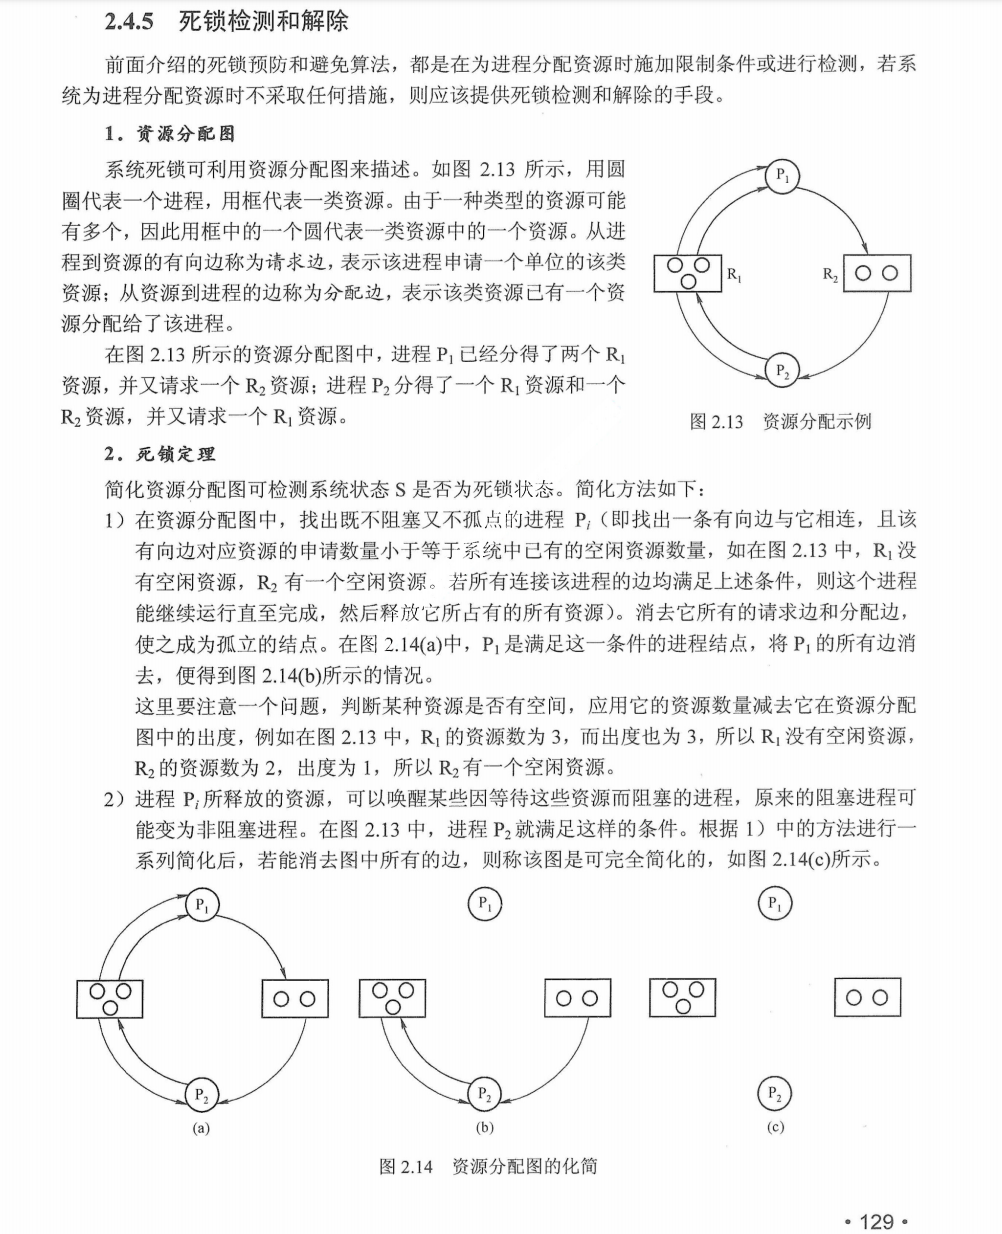 2.4.5 死锁检测和解除
前面介绍的死锁预防和避免算法，都是在为进程分配资源时施加限制条件或进行检测，若系
统为进程分配资源时不采取任何措施，则应该提供死锁检测和解除的手段。
1．资源分配图
系统死锁可利用资源分配图来描述。如图 2.13 所示，用圆
圈代表一个进程，用框代表一类资源。由于一种类型的资源可能
有多个，因此用框中的一个圆代表一类资源中的一个资源。从进
程到资源的有向边称为请求边，表示该进程申请一个单位的该类
资源；从资源到进程的边称为分配边，表示该类资源已有一个资
源分配给了该进程。
在图 2.13 所示的资源分配图中，进程 P₁ 已经分得了两个 R₁
资源，并又请求一个 R₂ 资源；进程 P₂ 分得了一个 R₁ 资源和一个
R₂ 资源，并又请求一个 R₁ 资源。
P₁
R₁
R₂
P₂
图 2.13 资源分配示例
2．死锁定理
简化资源分配图可检测系统状态 S 是否为死锁状态。简化方法如下：
1）在资源分配图中，找出既不阻塞又不孤点的进程 Pᵢ（即找出一条有向边与它相连，且该
有向边对应资源的申请数量小于等于系统中已有的空闲资源数量，如在图 2.13 中，R₁ 没
有空闲资源，R₂ 有一个空闲资源。若所有连接该进程的边均满足上述条件，则这个进程
能继续运行直至完成，然后释放它所占有的所有资源）。消去它所有的请求边和分配边，
使之成为孤立的结点。在图 2.14(a)中，P₁ 是满足这一条件的进程结点，将 P₁ 的所有边消
去，便得到图 2.14(b)所示的情况。
这里要注意一个问题，判断某种资源是否有空间，应用它的资源数量减去它在资源分配
图中的出度，例如在图 2.13 中，R₁ 的资源数为 3，而出度也为 3，所以 R₁ 没有空闲资源，
R₂ 的资源数为 2，出度为 1，所以 R₂ 有一个空闲资源。
2）进程 Pᵢ 所释放的资源，可以唤醒某些因等待这些资源而阻塞的进程，原来的阻塞进程可
能变为非阻塞进程。在图 2.13 中，进程 P₂ 就满足这样的条件。根据 1）中的方法进行一
系列简化后，若能消去图中所有的边，则称该图是可完全简化的，如图 2.14(c)所示。
P₁ P₁ P₁
P₂ P₂ P₂
(a) (b) (c)
图 2.14 资源分配图的化简
·129·